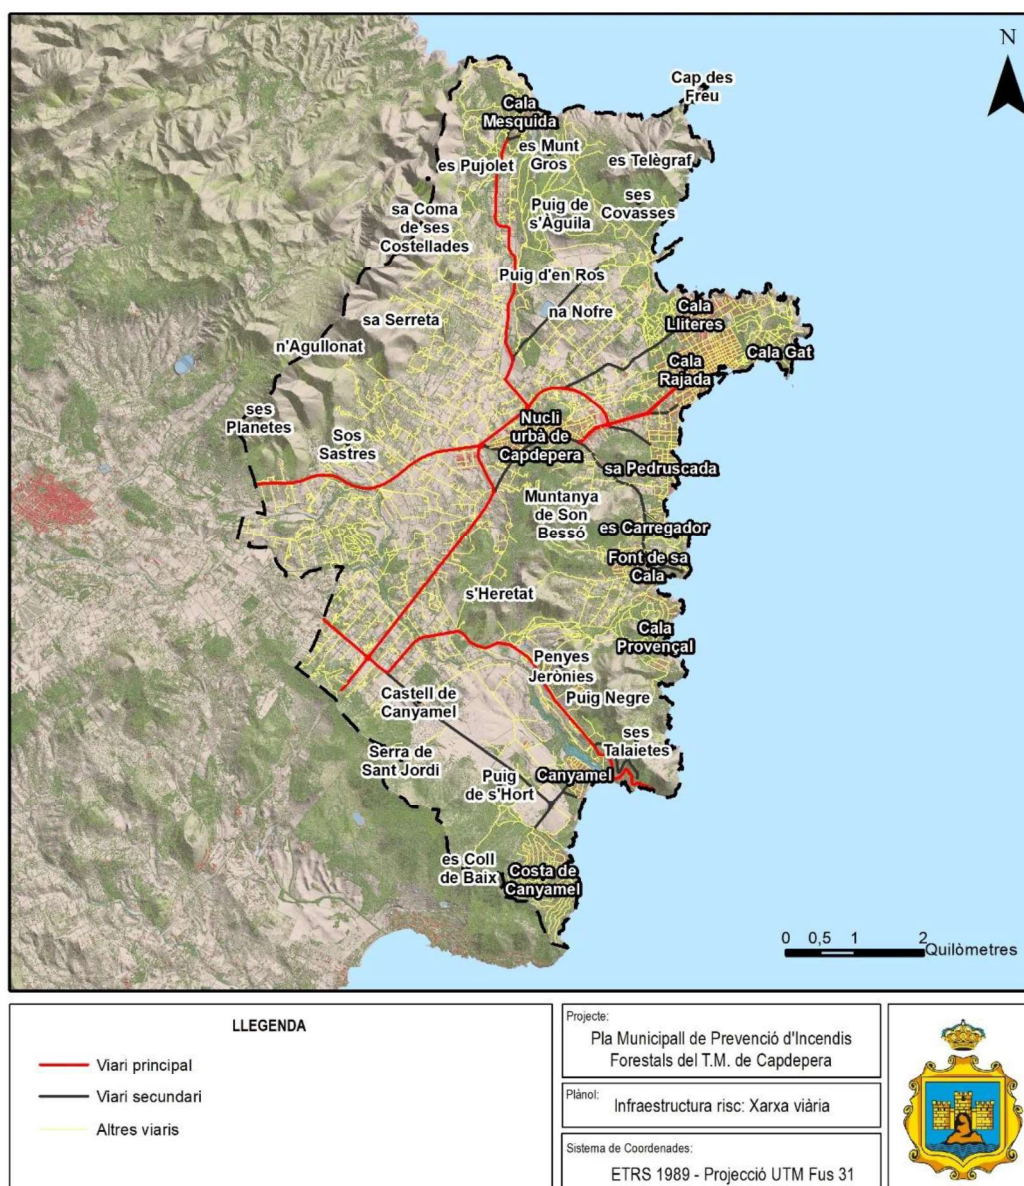 N
Cap des
Freu
Cala
Mesquida
es Munt
Gros
es Pujolet
es Telègraf
ses
Covasses
sa Coma
de ses
Costellades
Puig de
s'Àguila
Puig d'en Ros
na Nofre
Cala
Lliteres
sa Serreta
n'Agullonat
Cala Gat
Cala
Rajada
ses
Planetes
Sos
Sastres
Nucli
urbà de
Capdepera
sa Pedruscada
Muntanya
de Son
Bessó
es Carregador
Font de sa
Cala
s'Heretat
Cala
Provençal
Penyes
Jerònies
Castell de
Canyamel
Puig Negre
ses
Talaietes
Serra de
Sant Jordi
Puig
de s'Hort
Canyamel
es Coll
de Baix
Costa de
Canyamel
0 0,5 1 2
Quilòmetres
LLEGENDA
Viari principal
Viari secundari
Altres viaris
Projecte:
Pla Municipall de Prevenció d'Incendis
Forestals del T.M. de Capdepera
Plànol:
Infraestructura risc: Xarxa viària
Sistema de Coordenades:
ETRS 1989 - Projecció UTM Fus 31